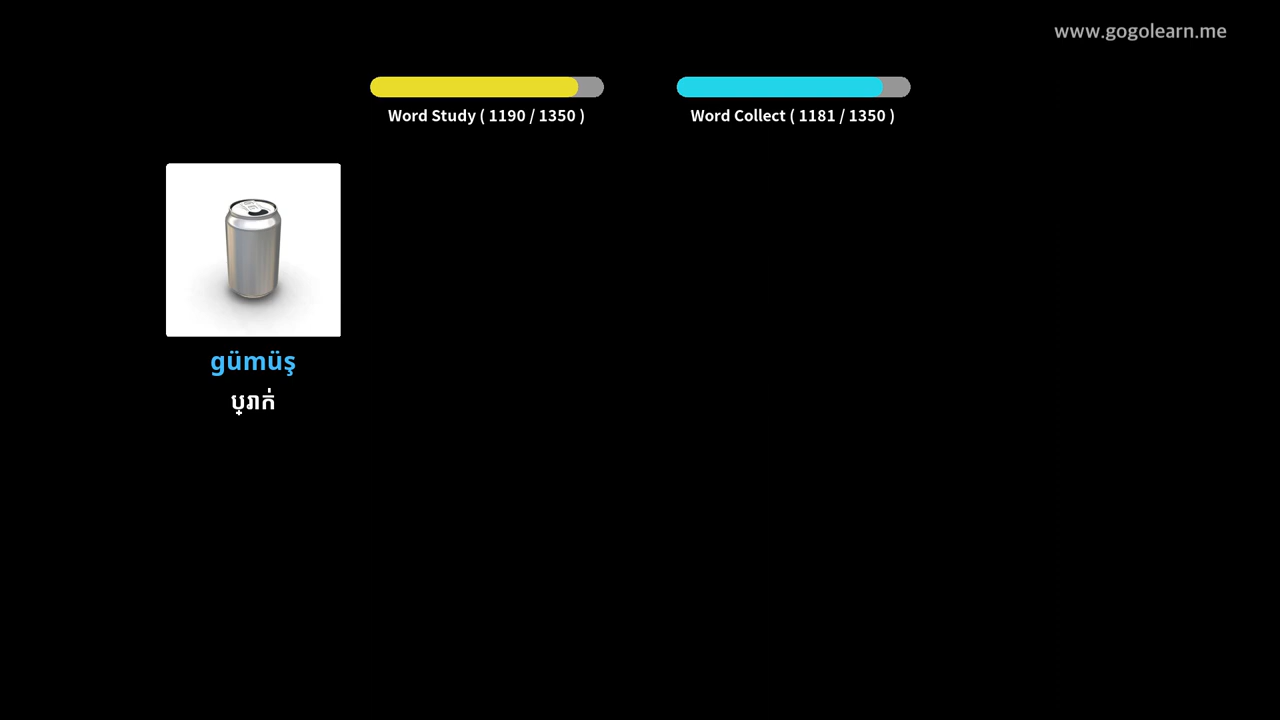 www.gogolearn.me
Word Study ( 1190 / 1350 )
Word Collect ( 1181 / 1350 )
gümüş
ប្រាក់